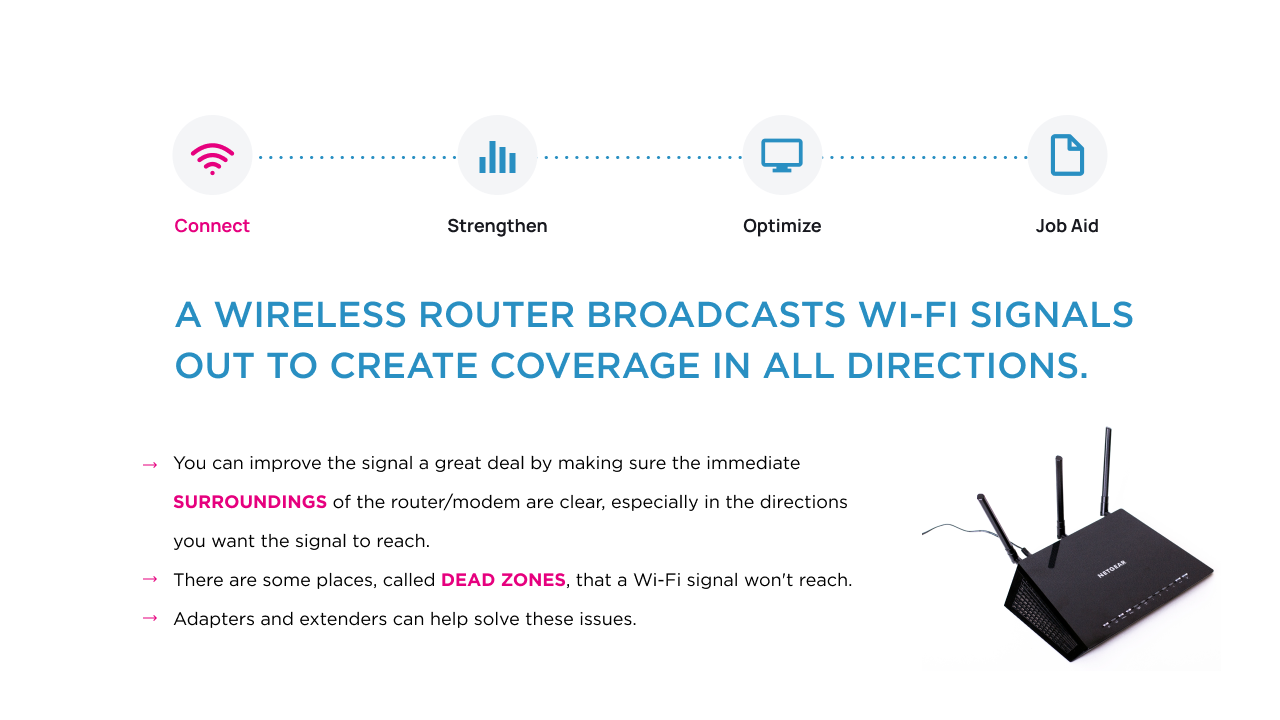 Connect
Strengthen
Optimize
Job Aid
A WIRELESS ROUTER BROADCASTS WI-FI SIGNALS
OUT TO CREATE COVERAGE IN ALL DIRECTIONS.
→ You can improve the signal a great deal by making sure the immediate
SURROUNDINGS of the router/modem are clear, especially in the directions
you want the signal to reach.
→ There are some places, called DEAD ZONES, that a Wi-Fi signal won't reach.
→ Adapters and extenders can help solve these issues.
NETGEAR